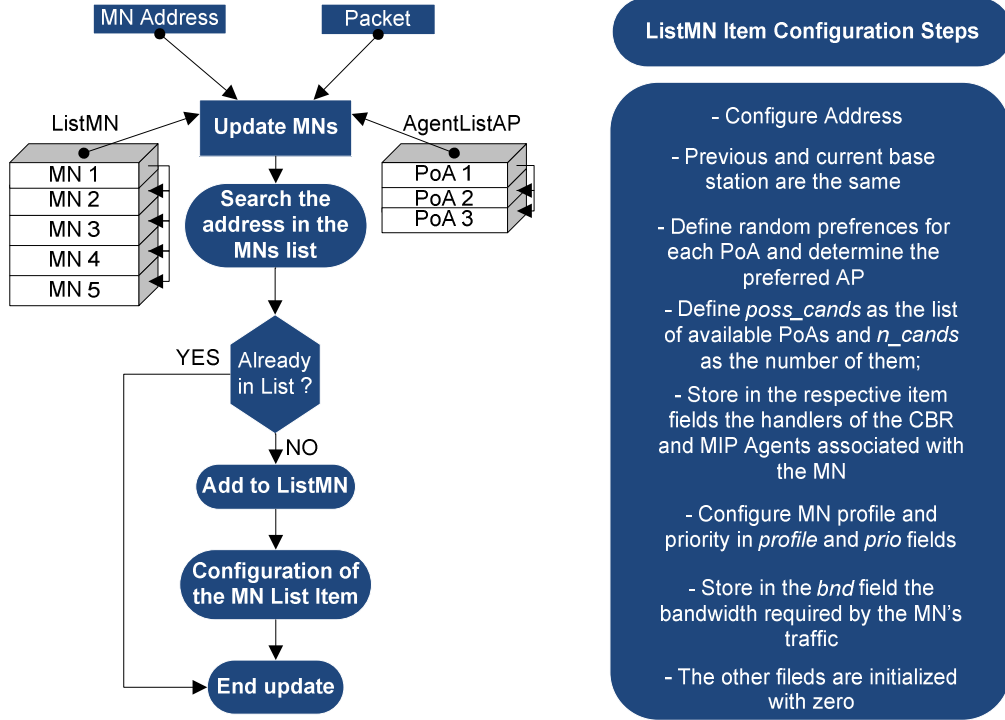 MN Address
Packet
ListMN
Update MNs
AgentListAP
MN 1
MN 2
MN 3
MN 4
MN 5
PoA 1
PoA 2
PoA 3
Search the
address in the
MNs list
YES
Already
in List ?
NO
Add to ListMN
Configuration of
the MN List Item
End update
ListMN Item Configuration Steps
- Configure Address
- Previous and current base
station are the same
- Define random prefrences for
each PoA and determine the
preferred AP
- Define poss_cands as the list
of available PoAs and n_cands
as the number of them;
- Store in the respective item
fields the handlers of the CBR
and MIP Agents associated with
the MN
- Configure MN profile and
priority in profile and prio fields
- Store in the bnd field the
bandwidth required by the MN’s
traffic
- The other fileds are initialized
with zero